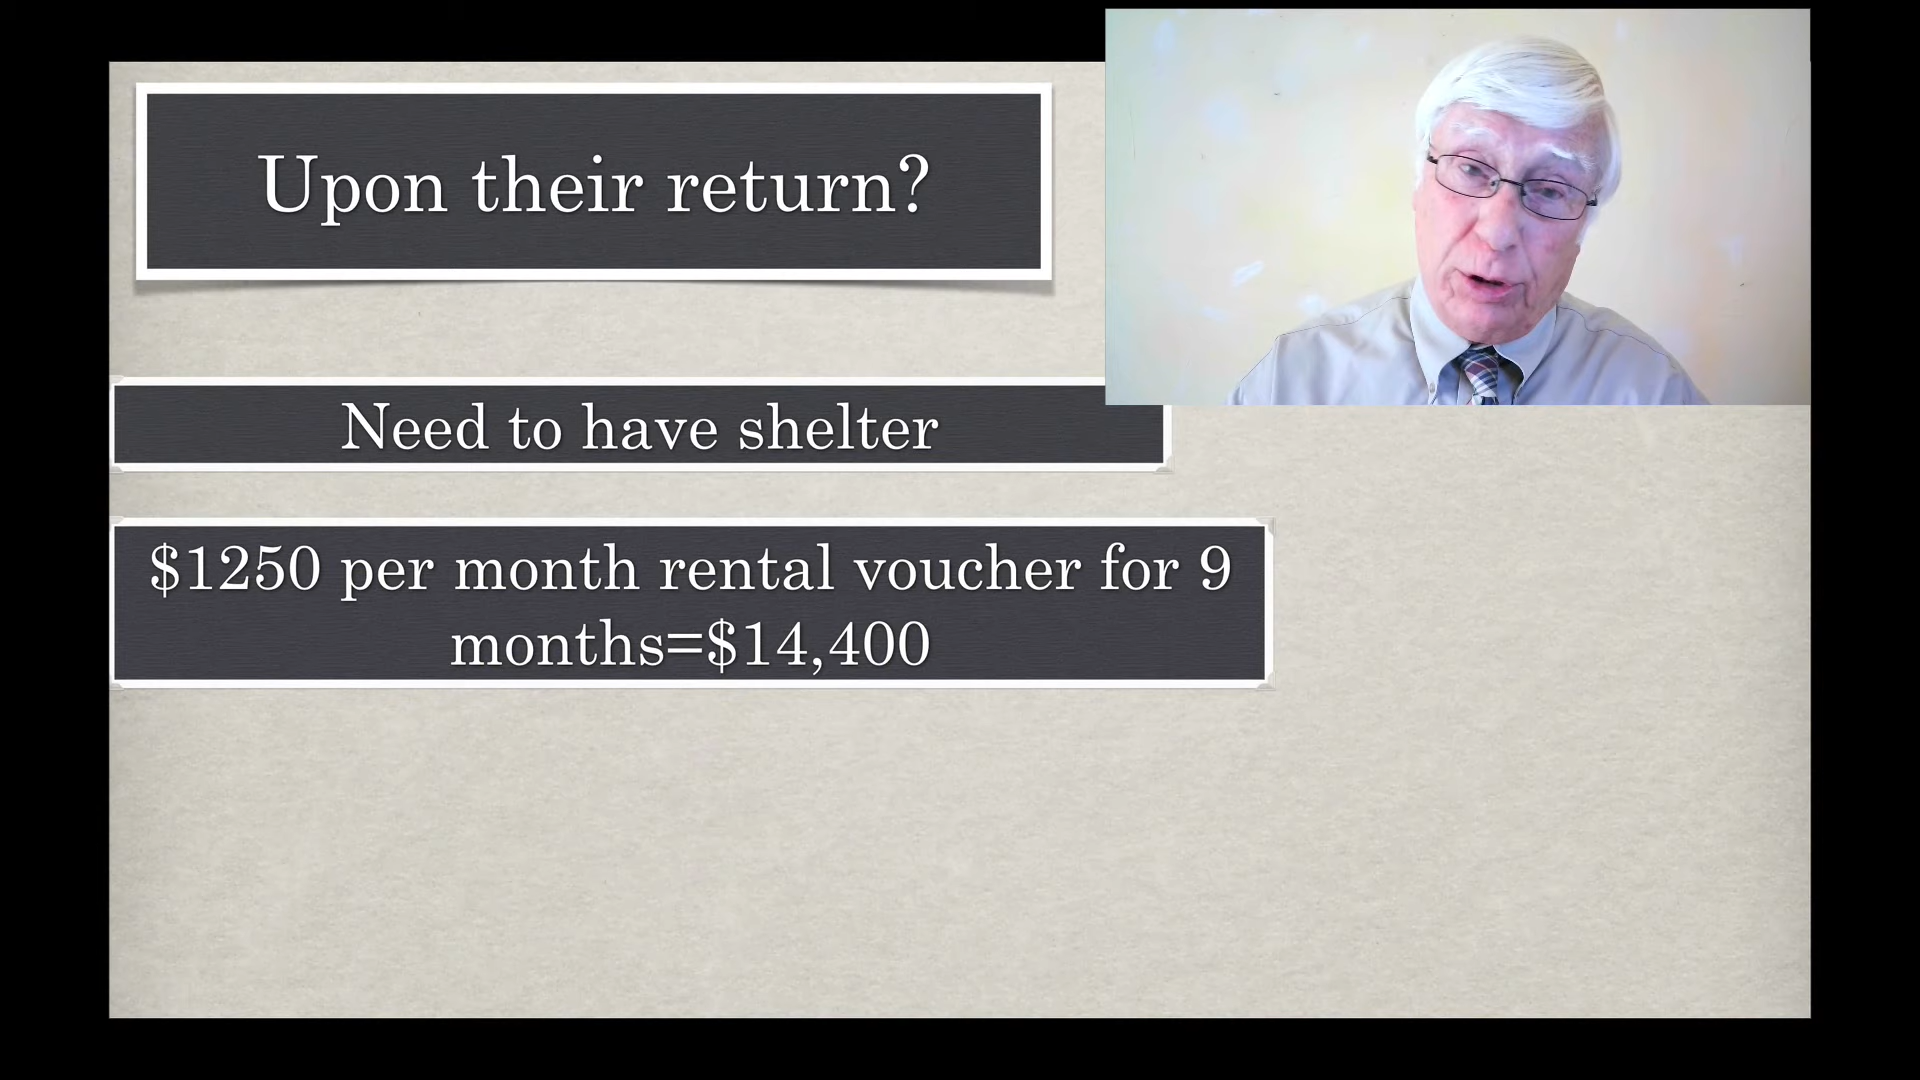 Upon their return?
Need to have shelter
$1250 per month rental voucher for 9
months=$14,400